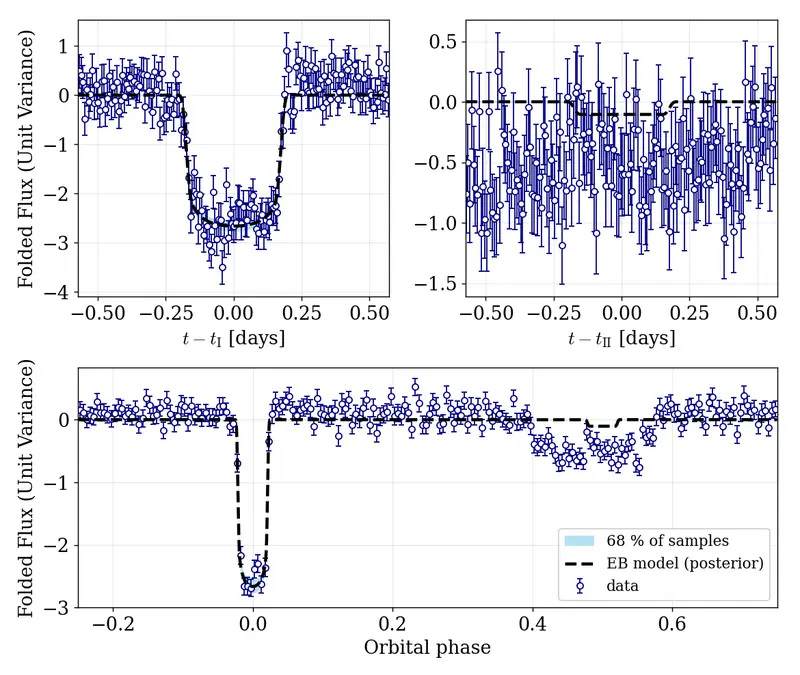 Folded Flux (Unit Variance)
1
0
−1
−2
−3
−4
−0.50 −0.25 0.00 0.25 0.50
t − tI [days]
0.5
0.0
−0.5
−1.0
−1.5
−0.50 −0.25 0.00 0.25 0.50
t − tII [days]
Folded Flux (Unit Variance)
0
−1
−2
−3
68 % of samples
EB model (posterior)
data
−0.2 0.0 0.2 0.4 0.6
Orbital phase